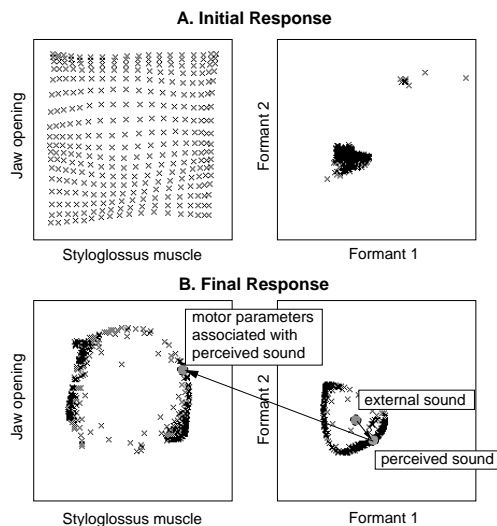 A. Initial Response
Jaw opening
Styloglossus muscle
Formant 2
Formant 1
B. Final Response
Jaw opening
Styloglossus muscle
motor parameters
associated with
perceived sound
Formant 2
external sound
perceived sound
Formant 1